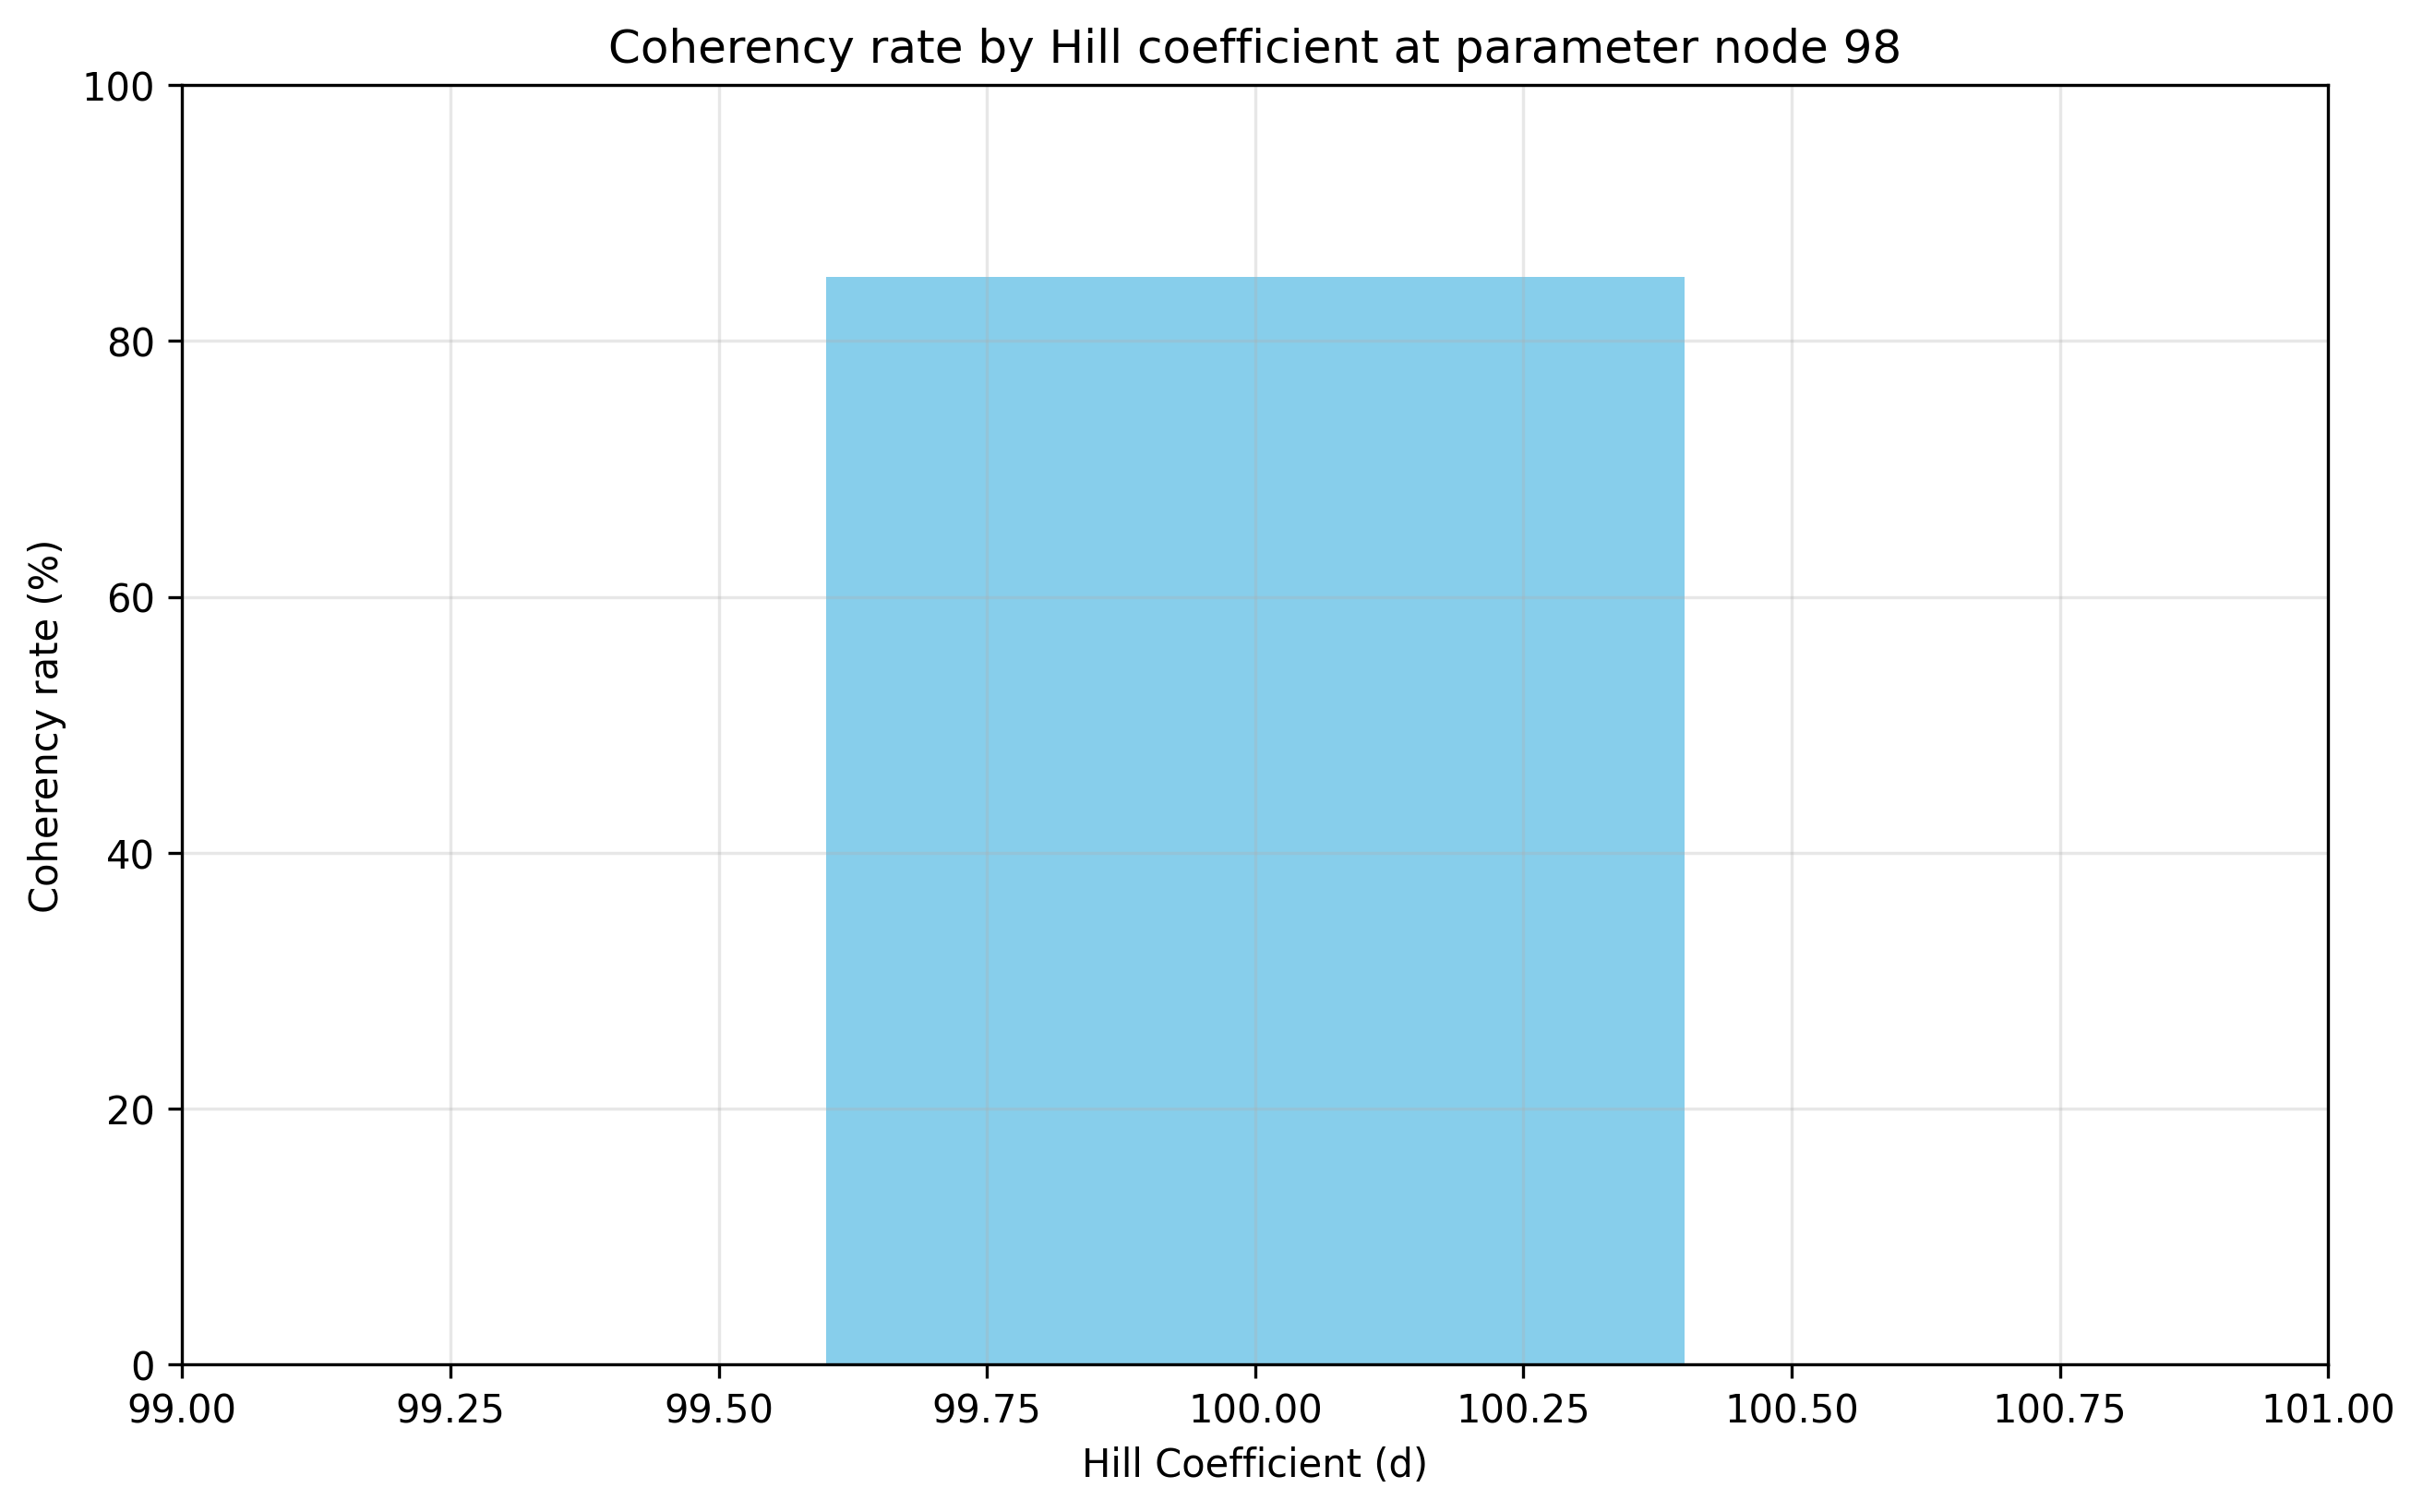 Coherency rate by Hill coefficient at parameter node 98
100
80
60
40
20
0
Coherency rate (%)
99.00 99.25 99.50 99.75 100.00 100.25 100.50 100.75 101.00
Hill Coefficient (d)